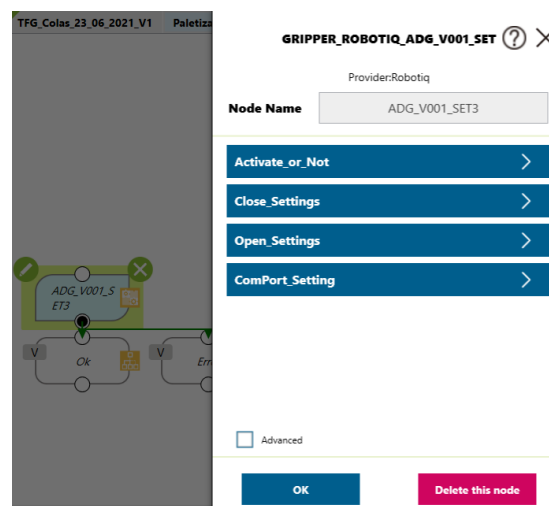 TFG_Colas_23_06_2021_V1 Paletiza
GRIPPER_ROBOTIQ_ADG_V001_SET
Provider:Robotiq
Node Name ADG_V001_SET3
Activate_or_Not
Close_Settings
Open_Settings
ComPort_Setting
ADG_V001_S
ET3
V Ok V Err
Advanced
OK Delete this node